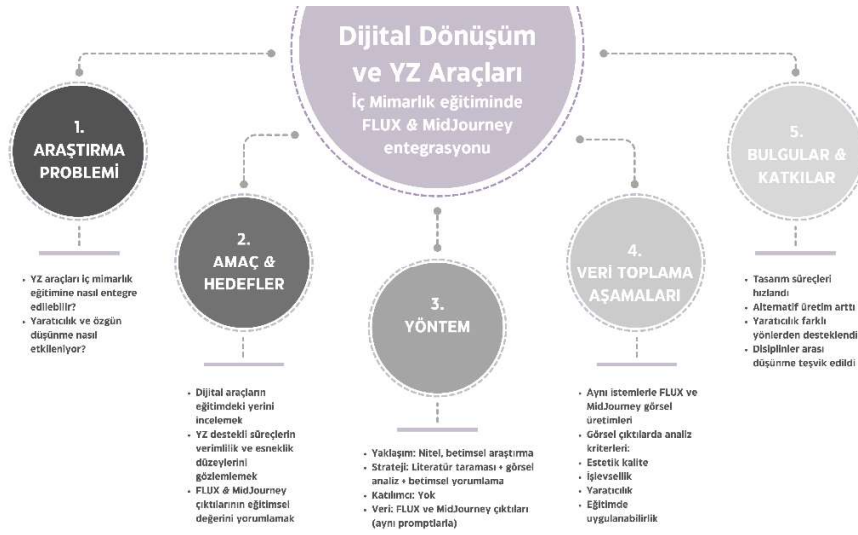 Dijital Dönüşüm
ve YZ Araçları
İç Mimarlık eğitiminde
FLUX & MidJourney
entegrasyonu
1.
ARAŞTIRMA
PROBLEMİ
• YZ araçları iç mimarlık
eğitimine nasıl entegre
edilebilir?
• Yaratıcılık ve özgün
düşünme nasıl
etkileniyor?
2.
AMAÇ &
HEDEFLER
• Dijital araçların
eğitimdeki yerini
incelemek
• YZ destekli süreçlerin
verimlilik ve esneklik
düzeylerini
gözlemlemek
• FLUX & MidJourney
çıktılarının eğitimsel
değerini yorumlamak
3.
YÖNTEM
• Yaklaşım: Nitel, betimsel araştırma
• Strateji: Literatür taraması + görsel
analiz + betimsel yorumlama
• Katılımcı: Yok
• Veri: FLUX ve MidJourney çıktıları
(aynı promptlarla)
4.
VERİ TOPLAMA
AŞAMALARI
• Aynı istemlerle FLUX ve
MidJourney görsel
üretimleri
• Görsel çıktılarda analiz
kriterleri:
• Estetik kalite
• İşlevsellik
• Yaratıcılık
• Eğitimde
uygulanabilirlik
5.
BULGULAR &
KATKILAR
• Tasarım süreçleri
hızlandı
• Alternatif üretim arttı
• Yaratıcılık farklı
yönlerden desteklendi
• Disiplinler arası
düşünme teşvik edildi